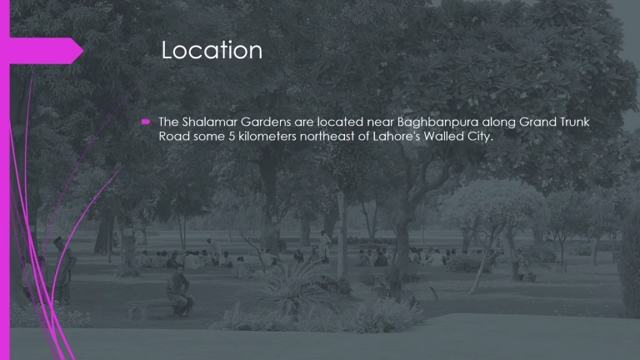 Location
The Shalamar Gardens are located near Baghbanpura along Grand Trunk
Road some 5 kilometers northeast of Lahore's Walled City.